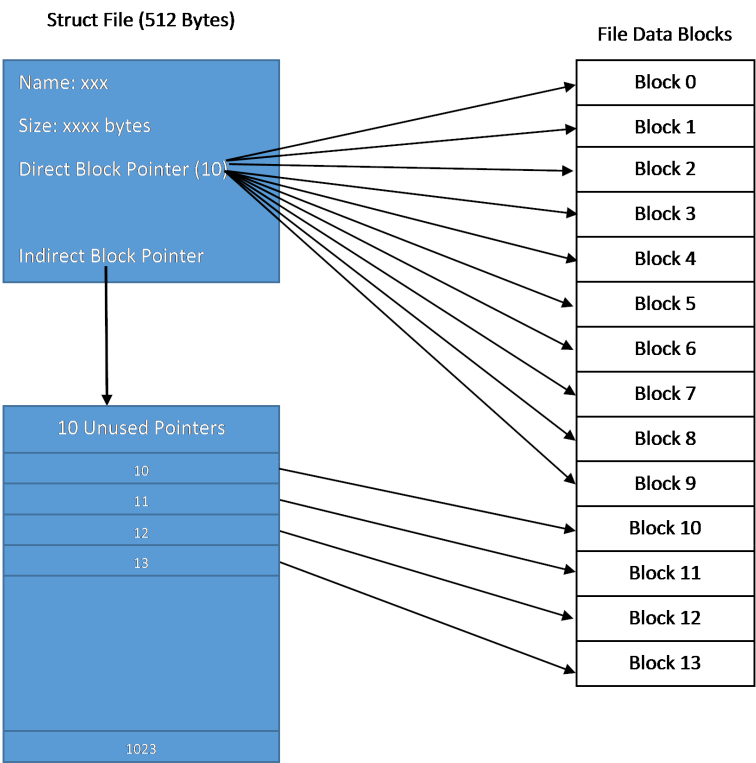 Struct File (512 Bytes)
Name: xxx
Size: xxxx bytes
Direct Block Pointer (10)
Indirect Block Pointer
10 Unused Pointers
10
11
12
13
1023
File Data Blocks
Block 0
Block 1
Block 2
Block 3
Block 4
Block 5
Block 6
Block 7
Block 8
Block 9
Block 10
Block 11
Block 12
Block 13